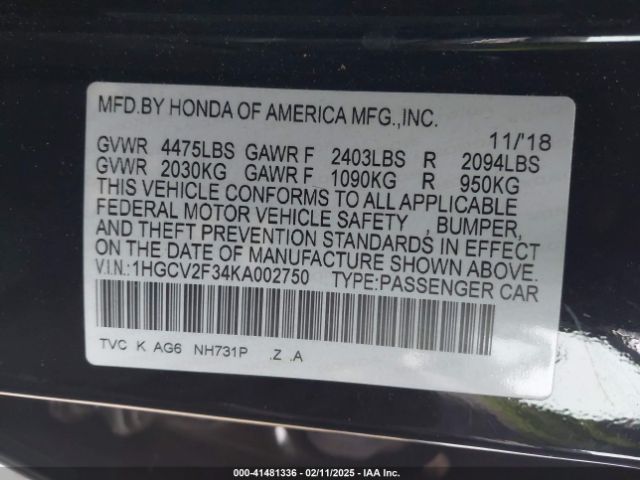 MFD.BY HONDA OF AMERICA MFG.,INC.
11/'18
GVWR 4475LBS GAWR F 2403LBS R 2094LBS
GVWR 2030KG GAWR F 1090KG R 950KG
THIS VEHICLE CONFORMS TO ALL APPLICABLE
FEDERAL MOTOR VEHICLE SAFETY , BUMPER,
AND THEFT PREVENTION STANDARDS IN EFFECT
ON THE DATE OF MANUFACTURE SHOWN ABOVE.
V.I.N.:1HGCV2F34KA002750 TYPE:PASSENGER CAR
TVC K AG6 NH731P .Z .A
000-41481336 - 02/11/2025 - IAA Inc.